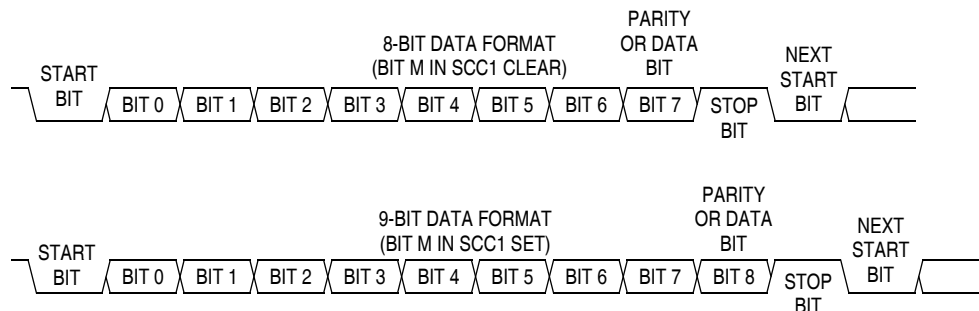 8-BIT DATA FORMAT
(BIT M IN SCC1 CLEAR)
PARITY
OR DATA
BIT
START
BIT
BIT 0 BIT 1 BIT 2 BIT 3 BIT 4 BIT 5 BIT 6 BIT 7
STOP
BIT
NEXT
START
BIT
9-BIT DATA FORMAT
(BIT M IN SCC1 SET)
PARITY
OR DATA
BIT
START
BIT
BIT 0 BIT 1 BIT 2 BIT 3 BIT 4 BIT 5 BIT 6 BIT 7 BIT 8
STOP
BIT
NEXT
START
BIT